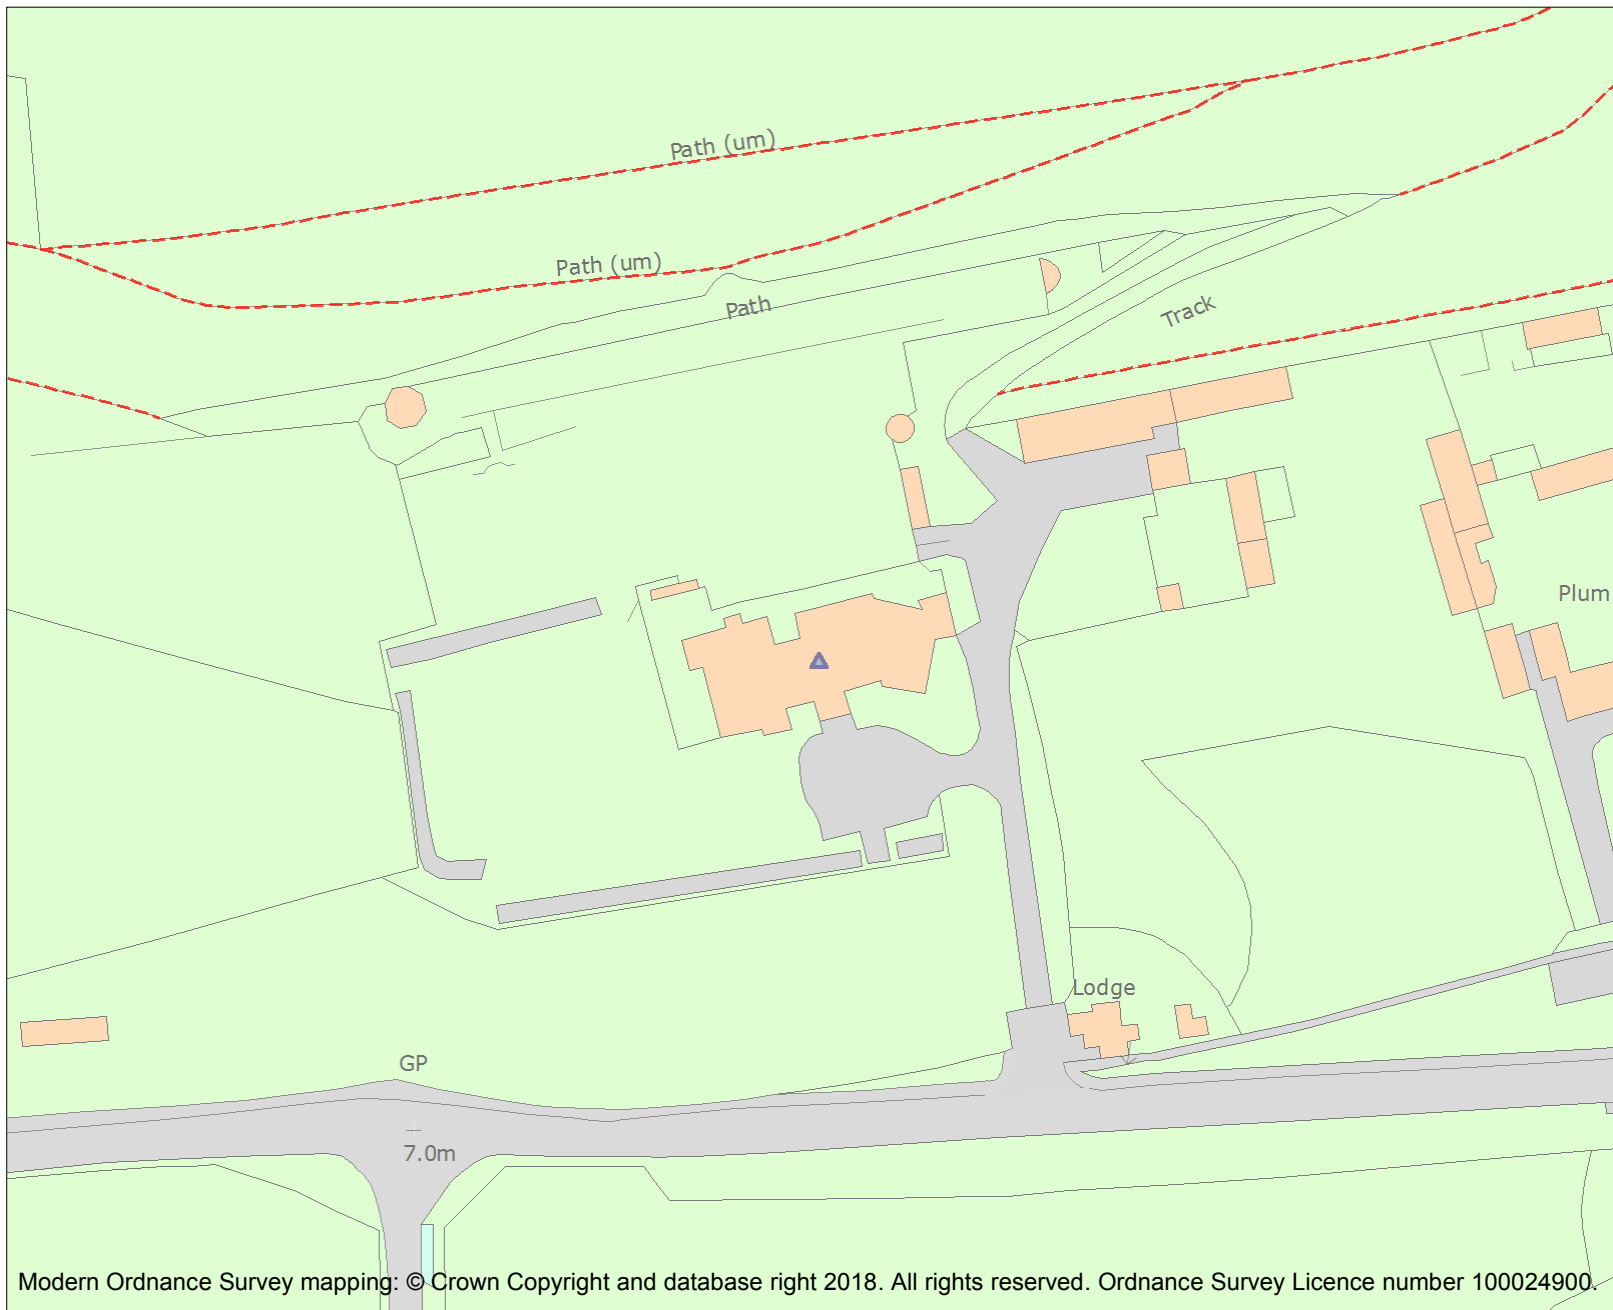 Path (um)
Path (um)
Path
Track
Plum
Lodge
GP
7.0m
Modern Ordnance Survey mapping: © Crown Copyright and database right 2018. All rights reserved. Ordnance Survey Licence number 100024900.